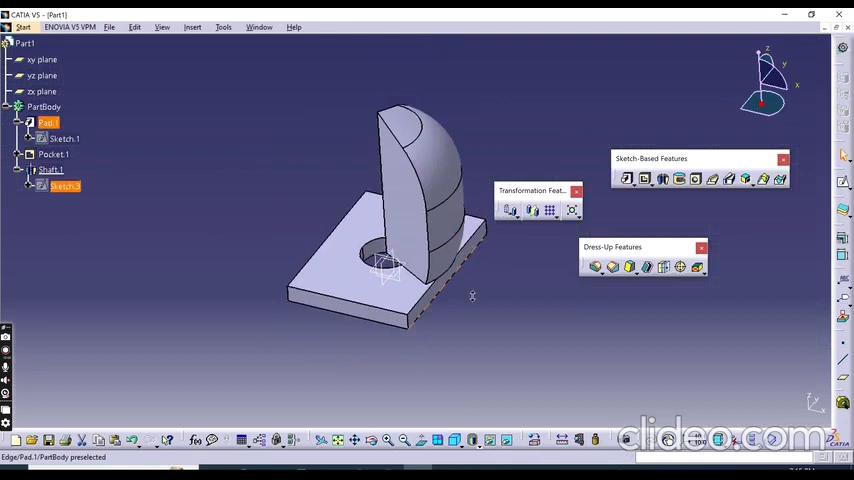 CATIA V5 - [Part1]
Start ENOVIA V5 VPM File Edit View Insert Tools Window Help
Part1
xy plane
yz plane
zx plane
PartBody
Pad.1
Sketch.1
Pocket.1
Shaft.1
Sketch.3
z
y
x
Sketch-Based Features
Transformation Feat...
Dress-Up Features
f(x)
clideo.com
CATIA
Edge/Pad.1/PartBody preselected